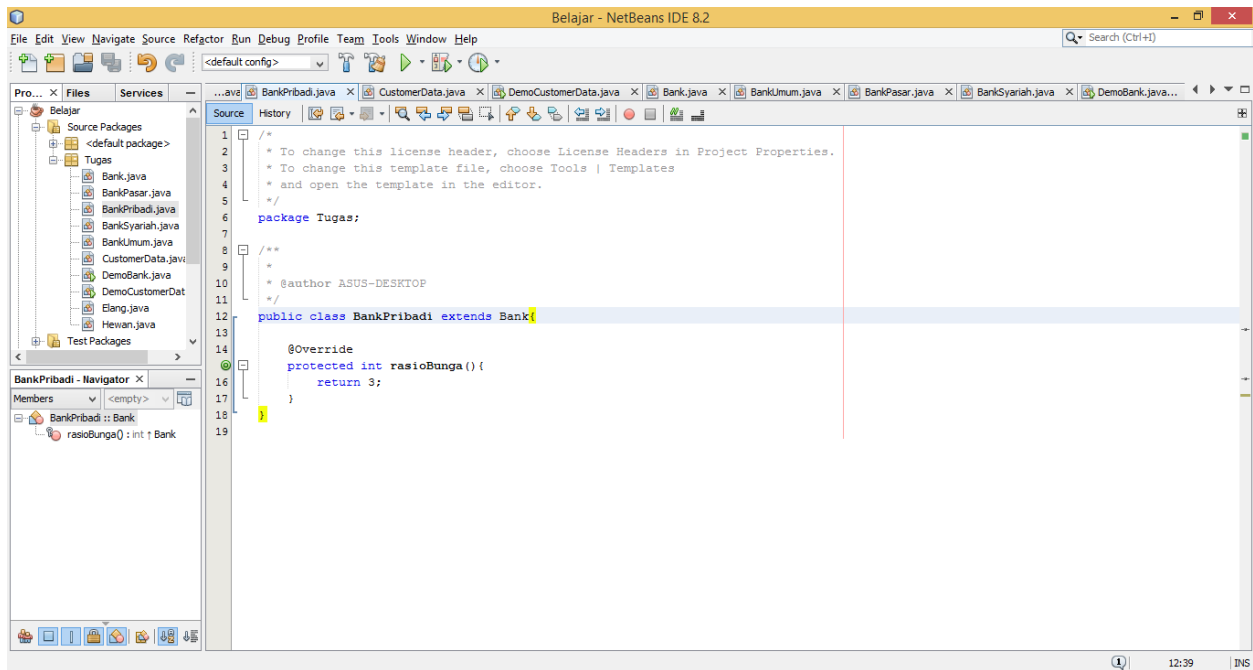 Belajar - NetBeans IDE 8.2
File Edit View Navigate Source Refactor Run Debug Profile Team Tools Window Help
Search (Ctrl+I)
<default config>
Pro... Files Services
...ava BankPribadi.java CustomerData.java DemoCustomerData.java Bank.java BankUmum.java BankPasar.java BankSyariah.java DemoBank.java...
Source History
Belajar
Source Packages
<default package>
Tugas
Bank.java
BankPasar.java
BankPribadi.java
BankSyariah.java
BankUmum.java
CustomerData.java
DemoBank.java
DemoCustomerDat
Elang.java
Hewan.java
Test Packages
BankPribadi - Navigator
Members <empty>
BankPribadi :: Bank
rasioBunga() : int ↑ Bank
1 /*
2 * To change this license header, choose License Headers in Project Properties.
3 * To change this template file, choose Tools | Templates
4 * and open the template in the editor.
5 */
6 package Tugas;
7
8 /**
9 *
10 * @author ASUS-DESKTOP
11 */
12 public class BankPribadi extends Bank{
13
14 @Override
protected int rasioBunga(){
16 return 3;
17 }
18 }
19
1 12:39 INS